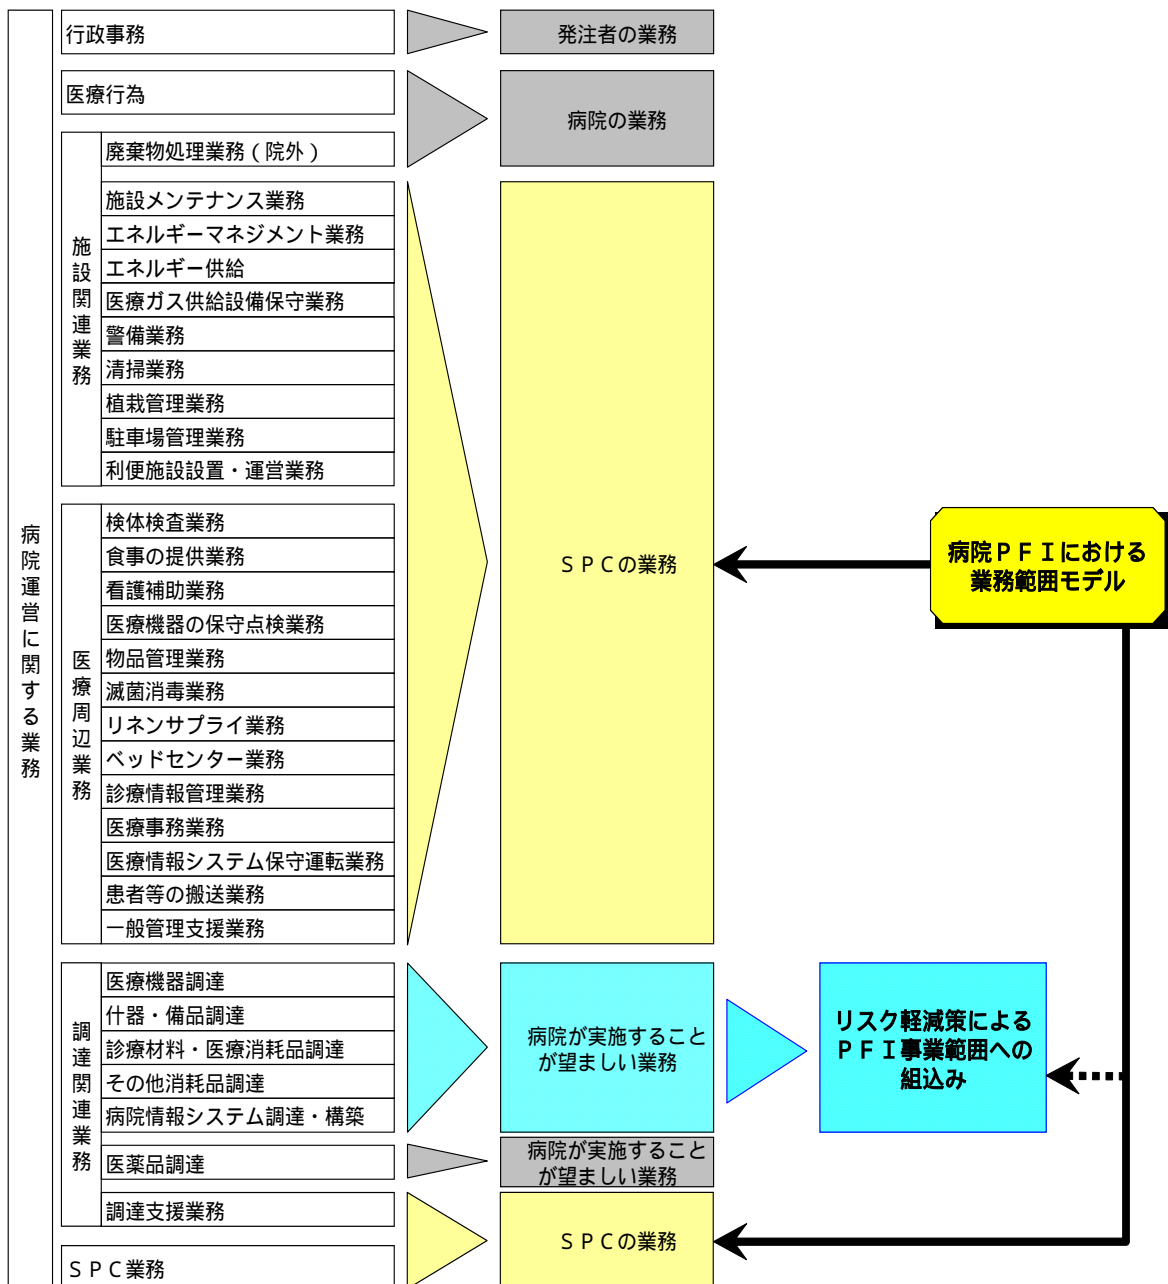 病院運営に関する業務
行政事務
発注者の業務
医療行為
病院の業務
施設関連業務
廃棄物処理業務（院外）
施設メンテナンス業務
エネルギーマネジメント業務
エネルギー供給
医療ガス供給設備保守業務
警備業務
清掃業務
植栽管理業務
駐車場管理業務
利便施設設置・運営業務
医療周辺業務
検体検査業務
食事の提供業務
看護補助業務
医療機器の保守点検業務
物品管理業務
滅菌消毒業務
リネンサプライ業務
ベッドセンター業務
診療情報管理業務
医療事務業務
医療情報システム保守運転業務
患者等の搬送業務
一般管理支援業務
ＳＰＣの業務
病院ＰＦＩにおける
業務範囲モデル
調達関連業務
医療機器調達
什器・備品調達
診療材料・医療消耗品調達
その他消耗品調達
病院情報システム調達・構築
病院が実施すること
が望ましい業務
リスク軽減策による
ＰＦＩ事業範囲への
組込み
医薬品調達
病院が実施すること
が望ましい業務
調達支援業務
ＳＰＣの業務
ＳＰＣ業務